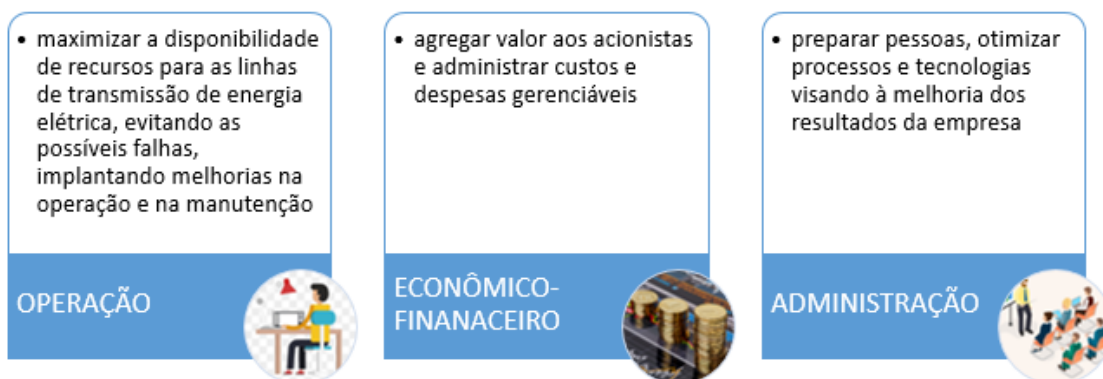 • maximizar a disponibilidade
de recursos para as linhas
de transmissão de energia
elétrica, evitando as
possíveis falhas,
implantando melhorias na
operação e na manutenção
OPERAÇÃO
• agregar valor aos acionistas
e administrar custos e
despesas gerenciáveis
ECONÔMICO-
FINANACEIRO
• preparar pessoas, otimizar
processos e tecnologias
visando à melhoria dos
resultados da empresa
ADMINISTRAÇÃO